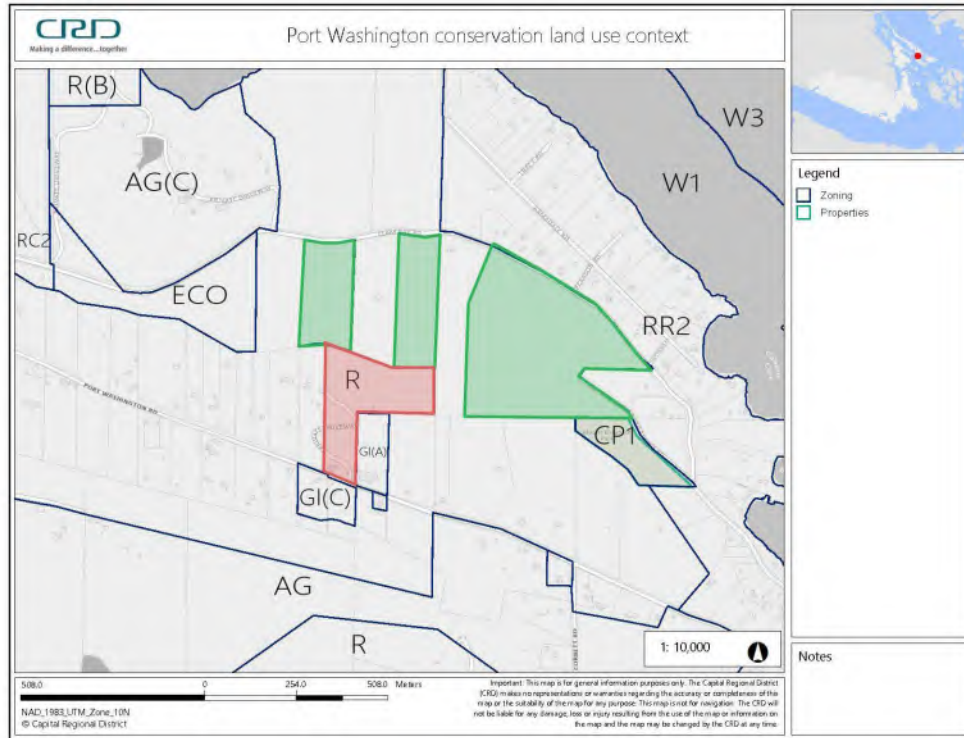 CRD
Making a difference...together
Port Washington conservation land use context
R(B)
W3
W1
AG(C)
RC2
ECO
RR2
R
CP1
GI(A)
GI(C)
PORT WASHINGTON RD
AG
R
Legend
Zoning
Properties
1: 10,000
Notes
508.0 0 254.0 508.0 Meters
NAD_1983_UTM_Zone_10N
© Capital Regional District
Important: This map is for general information purposes only. The Capital Regional District
(CRD) makes no representations or warranties regarding the accuracy or completeness of this
map or the suitability of the map for any purpose. This map is not for navigation. The CRD will
not be liable for any damage, loss or injury resulting from the use of the map or information on
the map and the map may be changed by the CRD at any time.